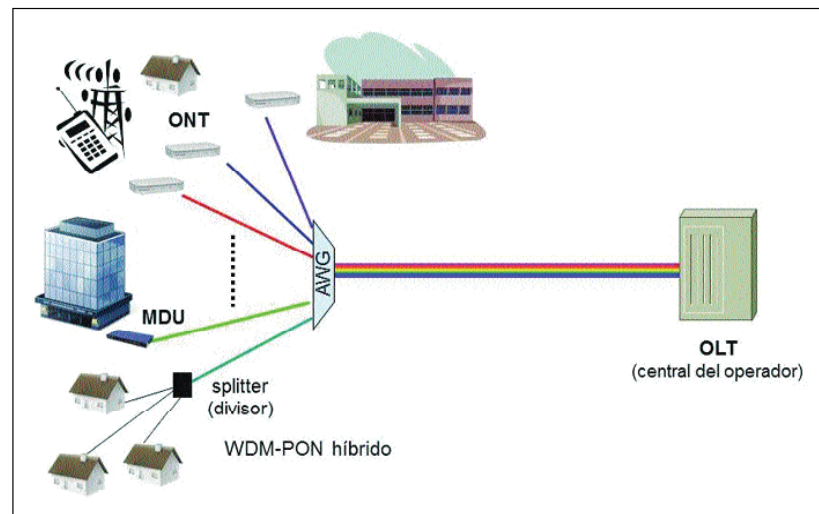 ONT
AWG
MDU
OLT
(central del operador)
splitter
(divisor)
WDM-PON híbrido